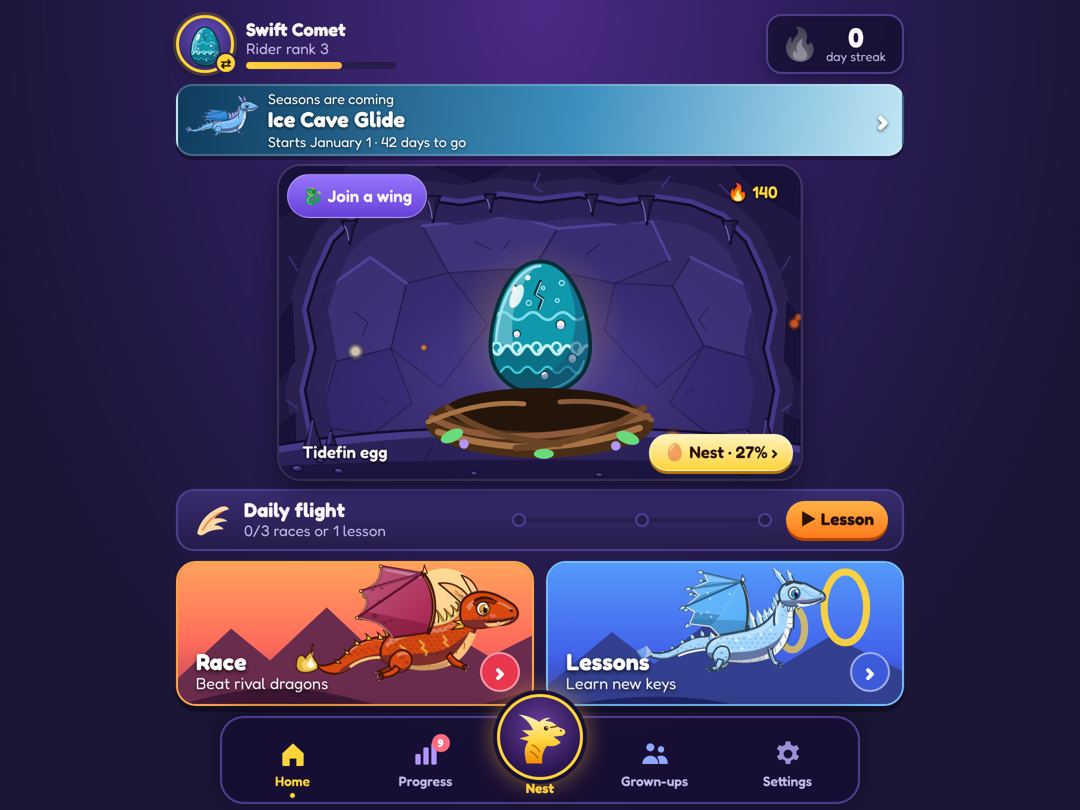 Swift Comet
Rider rank 3
0
day streak
Seasons are coming
Ice Cave Glide
Starts January 1 · 42 days to go
Join a wing
140
Tidefin egg
Nest · 27% ›
Daily flight
0/3 races or 1 lesson
Lesson
Race
Beat rival dragons
Lessons
Learn new keys
Home
9
Progress
Nest
Grown-ups
Settings